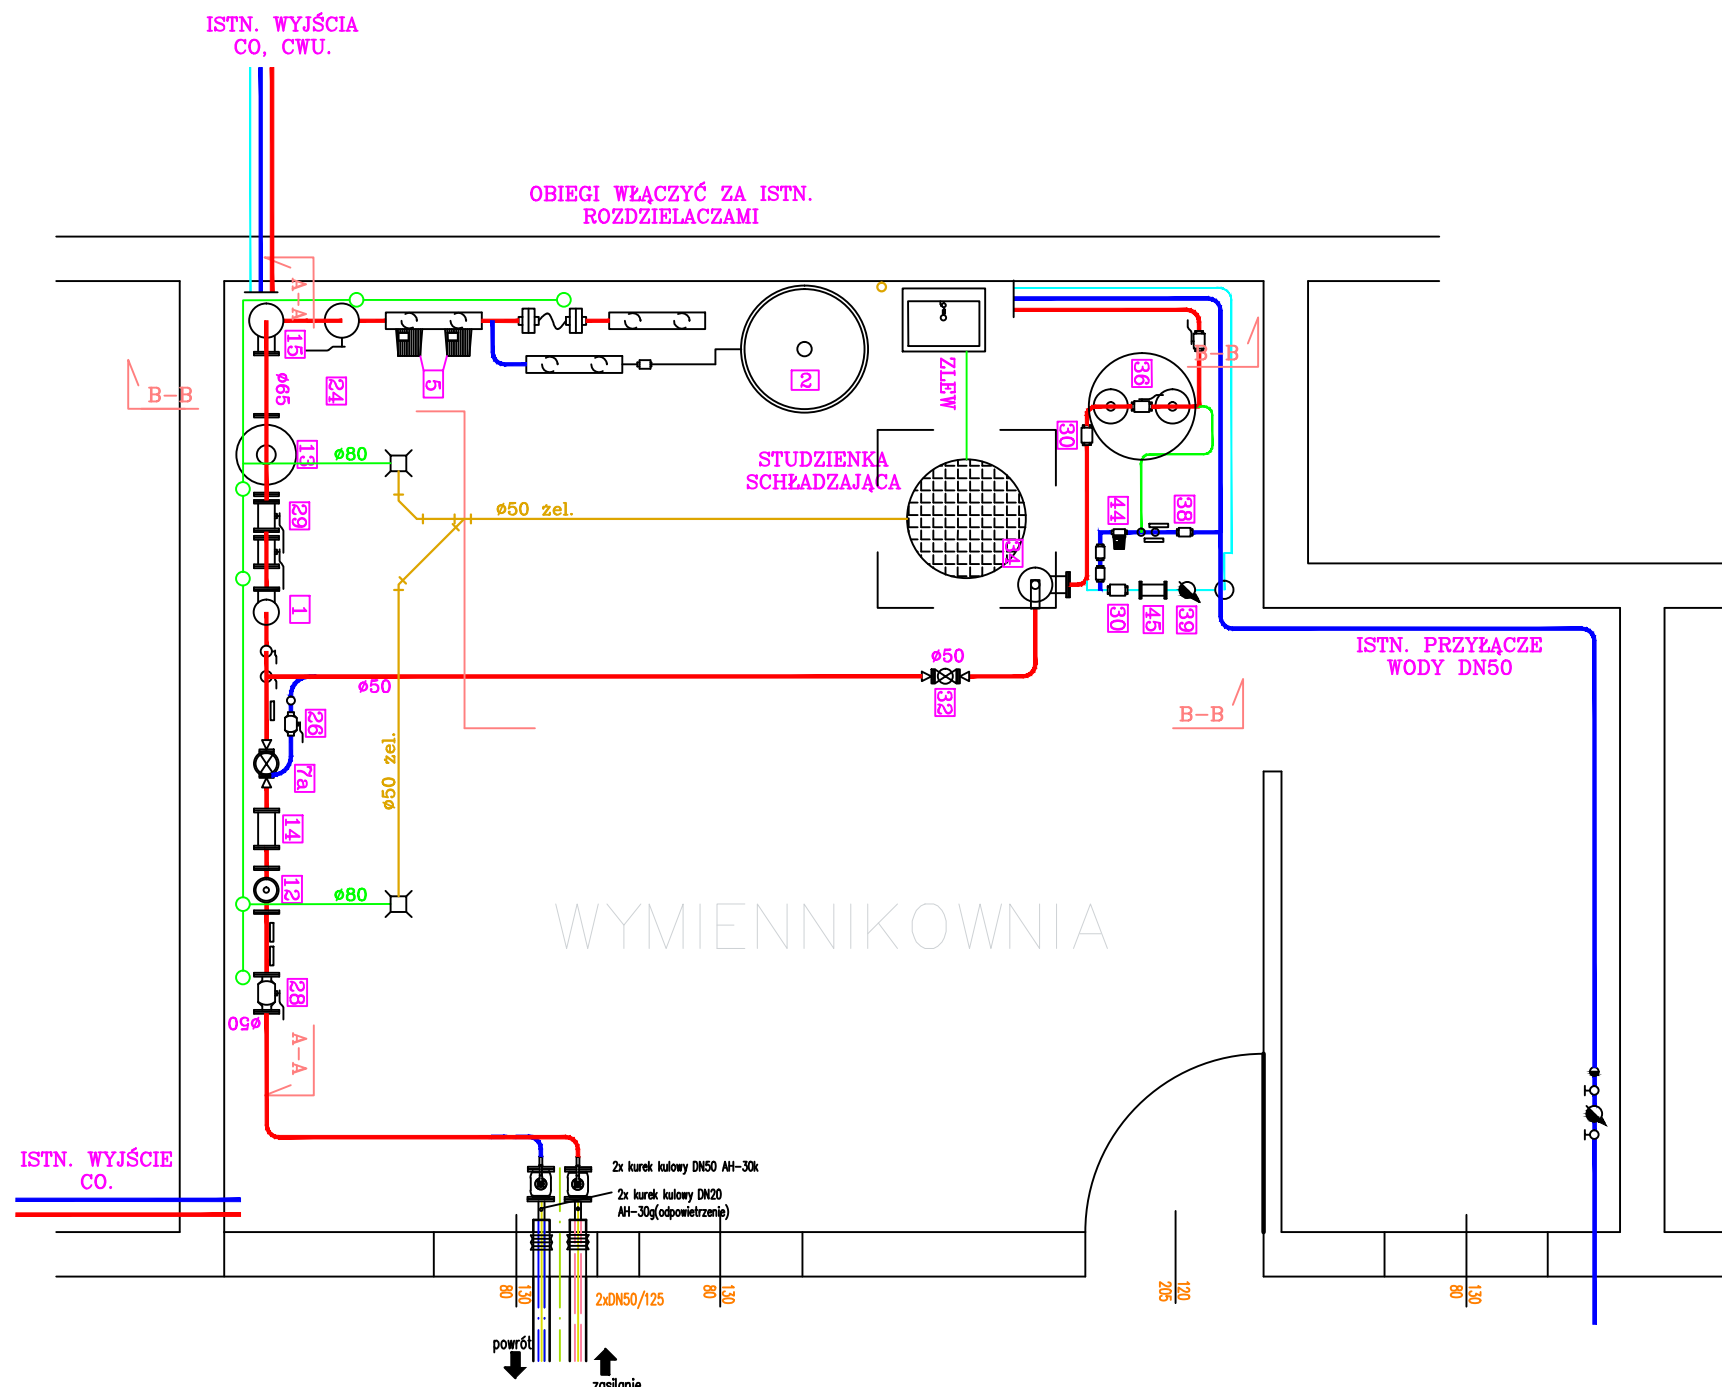 ISTN. WYJŚCIA
CO, CWU.
OBIEGI WŁĄCZYĆ ZA ISTN.
ROZDZIELACZAMI
A-A
15
B-B
ø65
24
5
2
ZLEW
36
B-B
30
13
ø80
STUDZIENKA
SCHŁADZAJĄCA
29
ø50 żel.
44
38
34
1
30
45
39
ISTN. PRZYŁĄCZE
WODY DN50
ø50
ø50
32
26
B-B
7a
ø50 żel.
14
12
ø80
WYMIENNIKOWNIA
28
ø50
A-A
ISTN. WYJŚCIE
CO.
2x kurek kulowy DN50 AH-30k
2x kurek kulowy DN20
AH-30g(odpowietrzenie)
80
130
2xDN50/125
80
130
205
120
80
130
powrót
zasilanie